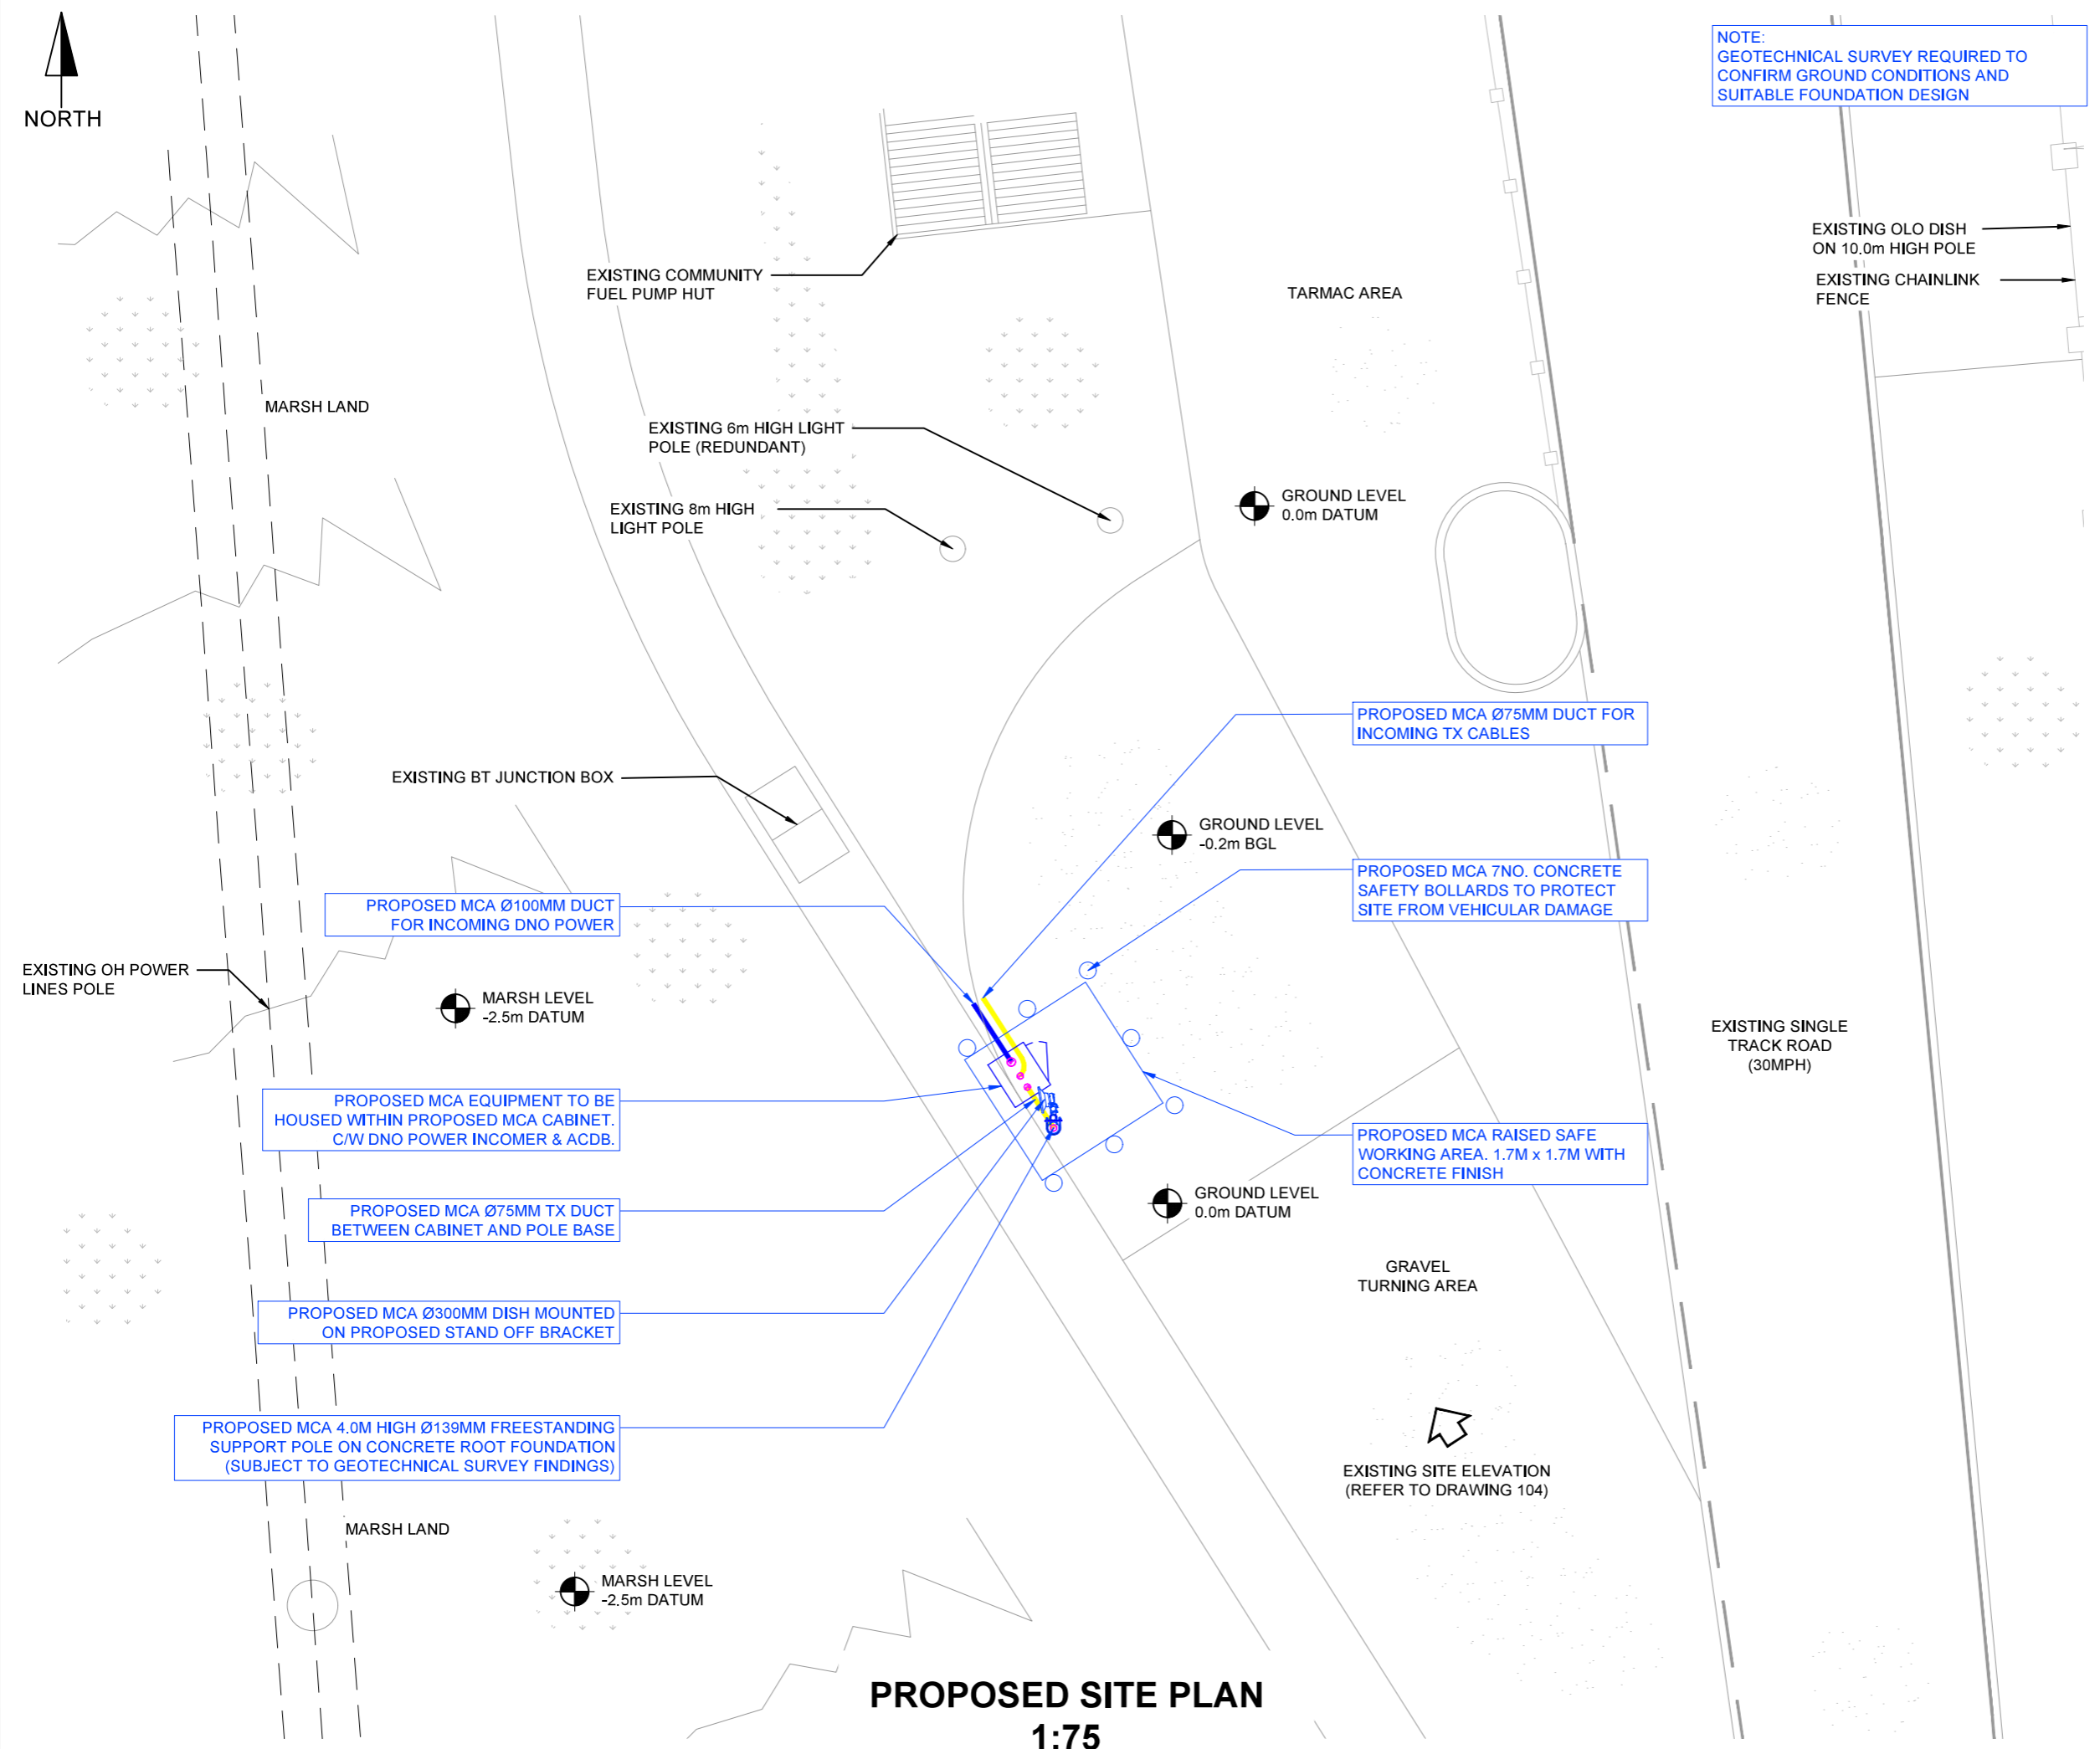 NORTH
NOTE:
GEOTECHNICAL SURVEY REQUIRED TO
CONFIRM GROUND CONDITIONS AND
SUITABLE FOUNDATION DESIGN
EXISTING OLO DISH
ON 10.0m HIGH POLE
EXISTING CHAINLINK
FENCE
EXISTING COMMUNITY
FUEL PUMP HUT
TARMAC AREA
MARSH LAND
EXISTING 6m HIGH LIGHT
POLE (REDUNDANT)
EXISTING 8m HIGH
LIGHT POLE
GROUND LEVEL
0.0m DATUM
PROPOSED MCA Ø75MM DUCT FOR
INCOMING TX CABLES
EXISTING BT JUNCTION BOX
GROUND LEVEL
-0.2m BGL
PROPOSED MCA 7NO. CONCRETE
SAFETY BOLLARDS TO PROTECT
SITE FROM VEHICULAR DAMAGE
PROPOSED MCA Ø100MM DUCT
FOR INCOMING DNO POWER
EXISTING OH POWER
LINES POLE
MARSH LEVEL
-2.5m DATUM
EXISTING SINGLE
TRACK ROAD
(30MPH)
PROPOSED MCA EQUIPMENT TO BE
HOUSED WITHIN PROPOSED MCA CABINET.
C/W DNO POWER INCOMER & ACDB.
PROPOSED MCA RAISED SAFE
WORKING AREA. 1.7M x 1.7M WITH
CONCRETE FINISH
PROPOSED MCA Ø75MM TX DUCT
BETWEEN CABINET AND POLE BASE
GROUND LEVEL
0.0m DATUM
GRAVEL
TURNING AREA
PROPOSED MCA Ø300MM DISH MOUNTED
ON PROPOSED STAND OFF BRACKET
PROPOSED MCA 4.0M HIGH Ø139MM FREESTANDING
SUPPORT POLE ON CONCRETE ROOT FOUNDATION
(SUBJECT TO GEOTECHNICAL SURVEY FINDINGS)
EXISTING SITE ELEVATION
(REFER TO DRAWING 104)
MARSH LAND
MARSH LEVEL
-2.5m DATUM
PROPOSED SITE PLAN
1:75